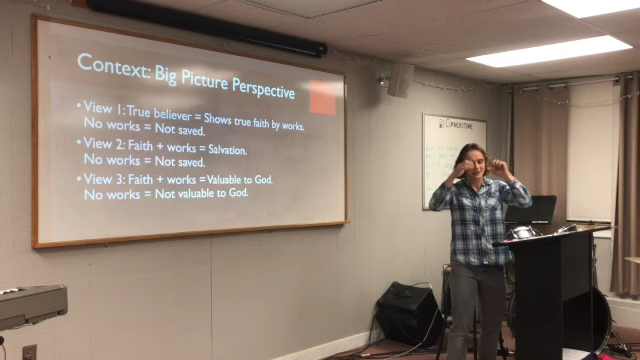 Context: Big Picture Perspective
• View 1: True believer = Shows true faith by works.
No works = Not saved.
• View 2: Faith + works = Salvation.
No works = Not saved.
• View 3: Faith + works = Valuable to God.
No works = Not valuable to God.
CORNERSTONE